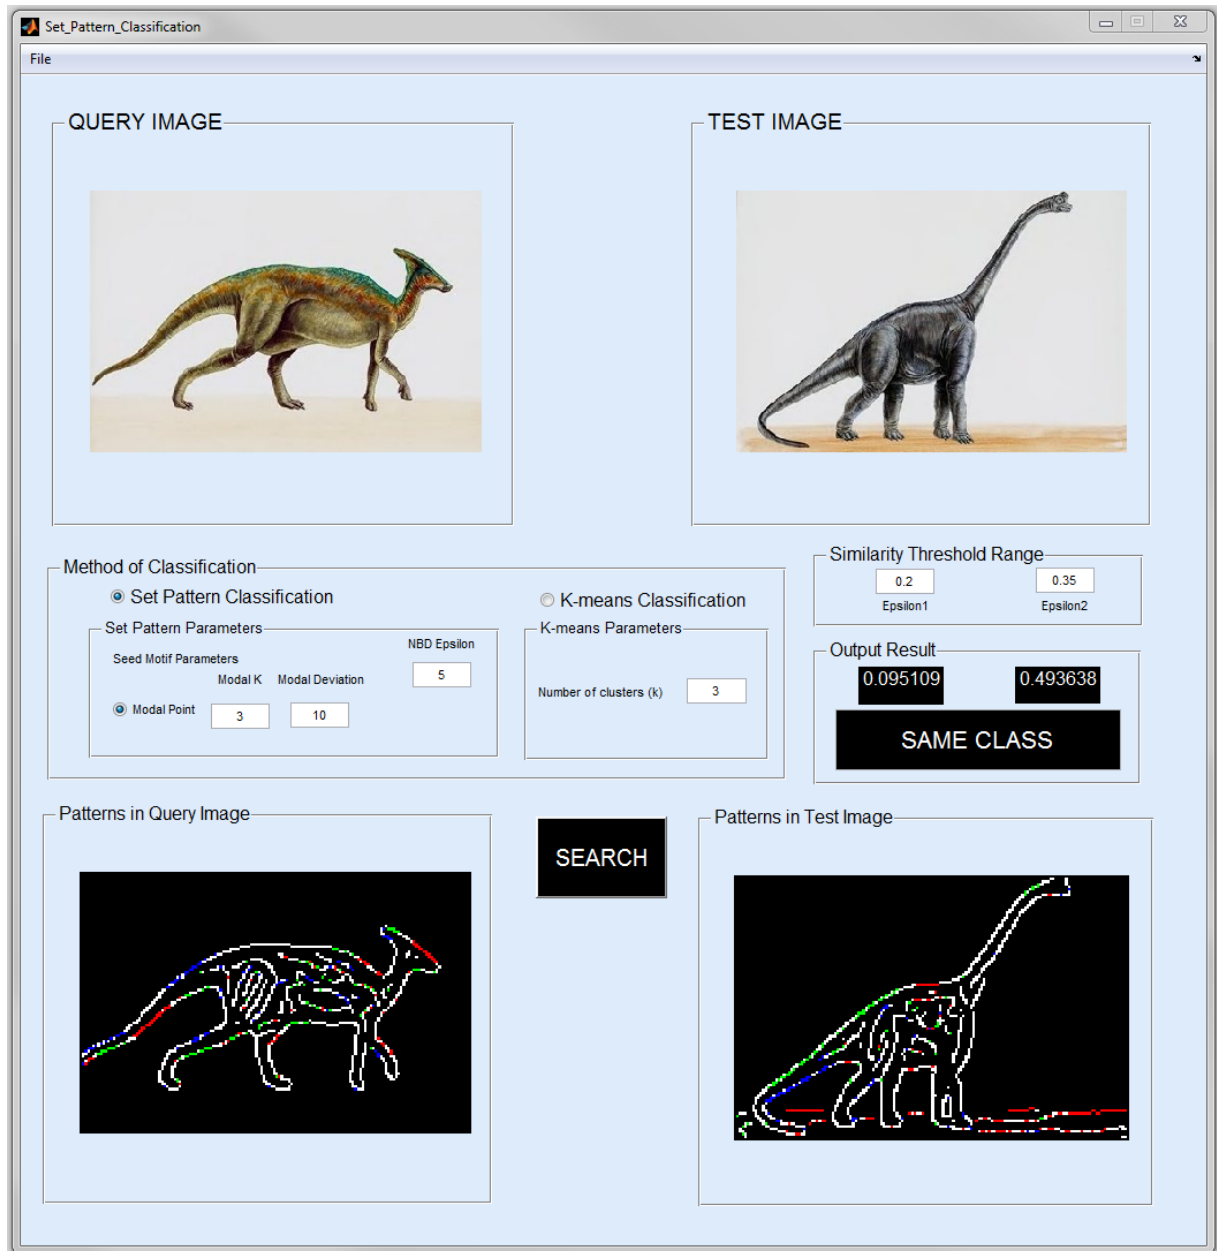 Set_Pattern_Classification
File
QUERY IMAGE
TEST IMAGE
Method of Classification
Set Pattern Classification
K-means Classification
Set Pattern Parameters
Seed Motif Parameters
Modal K
Modal Deviation
NBD Epsilon
5
Modal Point
3
10
K-means Parameters
Number of clusters (k)
3
Similarity Threshold Range
0.2
0.35
Epsilon1
Epsilon2
Output Result
0.095109
0.493638
SAME CLASS
Patterns in Query Image
SEARCH
Patterns in Test Image